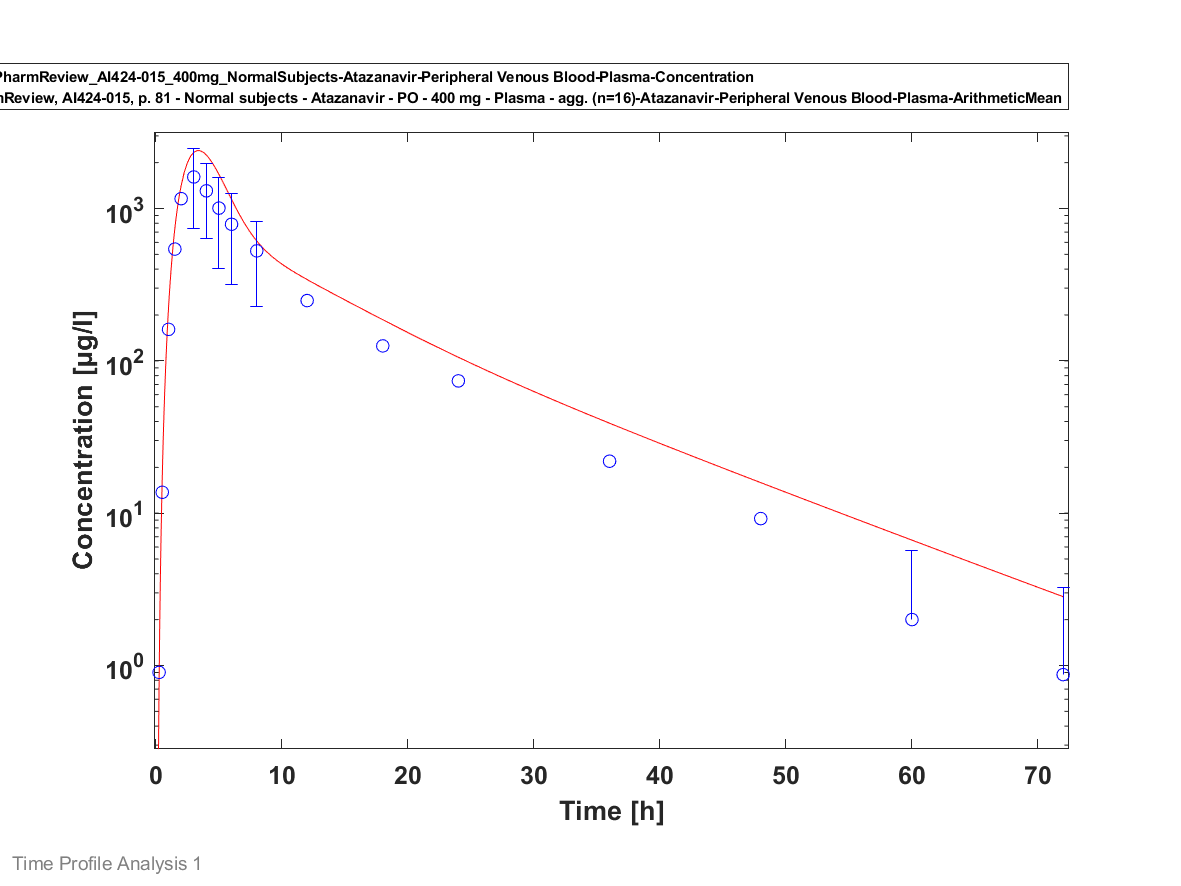 PharmReview_AI424-015_400mg_NormalSubjects-Atazanavir-Peripheral Venous Blood-Plasma-Concentration
Review, AI424-015, p. 81 - Normal subjects - Atazanavir - PO - 400 mg - Plasma - agg. (n=16)-Atazanavir-Peripheral Venous Blood-Plasma-ArithmeticMean
10³
10²
10¹
10⁰
Concentration [µg/l]
0 10 20 30 40 50 60 70
Time [h]
Time Profile Analysis 1